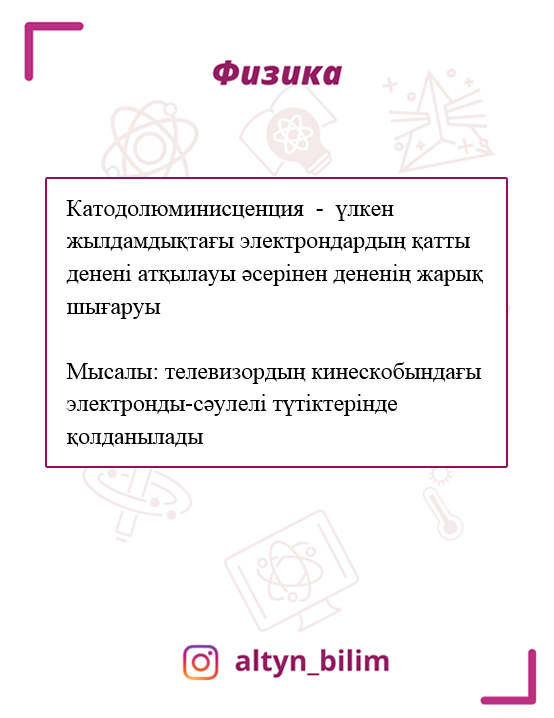 Физика
Катодолюминисценция - үлкен
жылдамдықтағы электрондардың қатты
денені атқылауы әсерінен дененің жарық
шығаруы
Мысалы: телевизордың кинескобындағы
электронды-сәулелі түтіктерінде
қолданылады
altyn_bilim